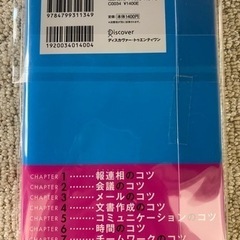 9784799311349
1920034014004
C0034 ¥1400E
定価 本体1400円
Discover
ディスカヴァー・トゥエンティワン
CHAPTER 1 ……… 報連相のコツ
CHAPTER 2 ……… 会議のコツ
CHAPTER 3 ……… メールのコツ
CHAPTER 4 ……… 文書作成のコツ
CHAPTER 5 ……… コミュニケーションのコツ
CHAPTER 6 ……… 時間のコツ
CHAPTER 7 ……… チームワークのコツ